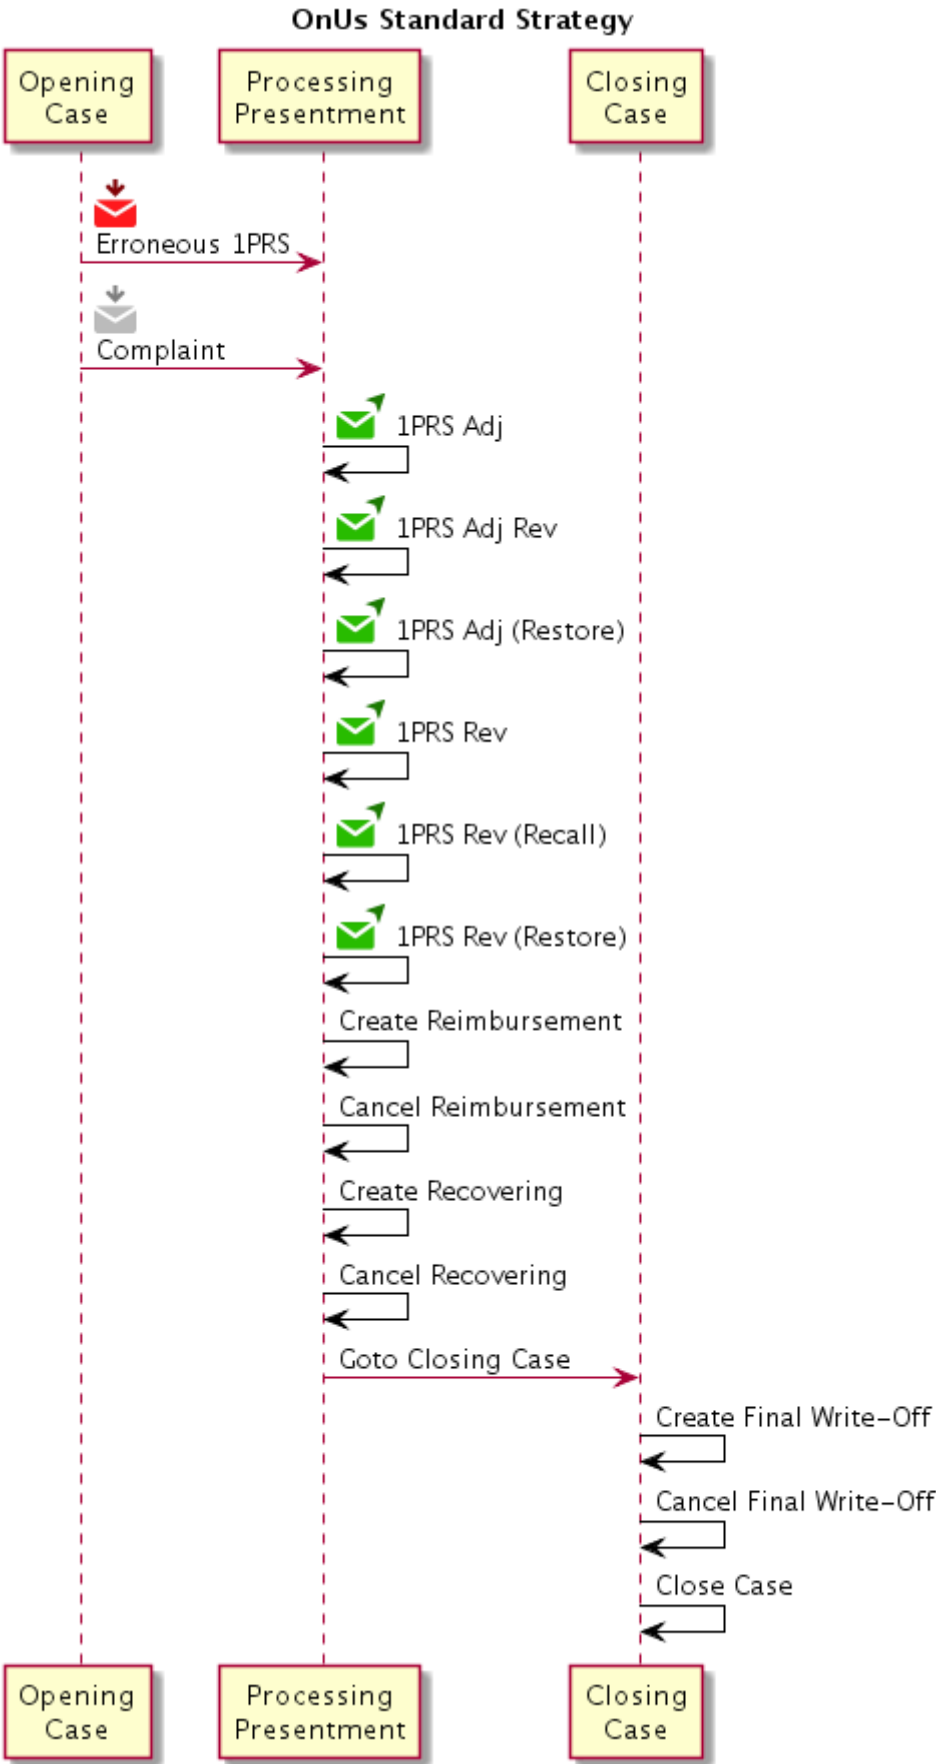 OnUs Standard Strategy
Opening
Case
Processing
Presentment
Closing
Case
Erroneous 1PRS
Complaint
1PRS Adj
1PRS Adj Rev
1PRS Adj (Restore)
1PRS Rev
1PRS Rev (Recall)
1PRS Rev (Restore)
Create Reimbursement
Cancel Reimbursement
Create Recovering
Cancel Recovering
Goto Closing Case
Create Final Write-Off
Cancel Final Write-Off
Close Case
Opening
Case
Processing
Presentment
Closing
Case